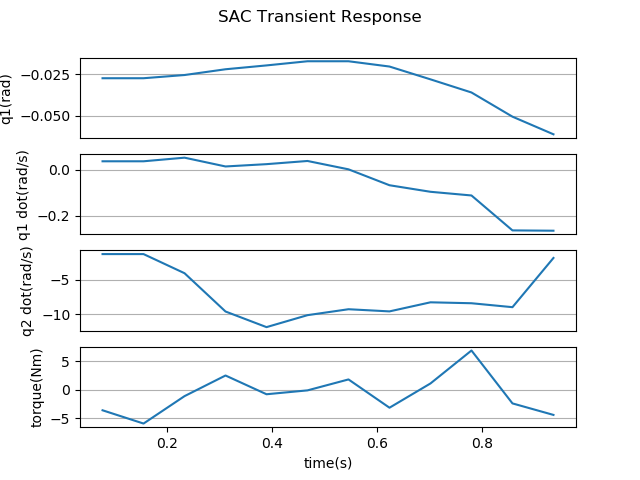 SAC Transient Response
q1(rad)
−0.025
−0.050
q1 dot(rad/s)
0.0
−0.2
q2 dot(rad/s)
−5
−10
torque(Nm)
5
0
−5
0.2 0.4 0.6 0.8
time(s)